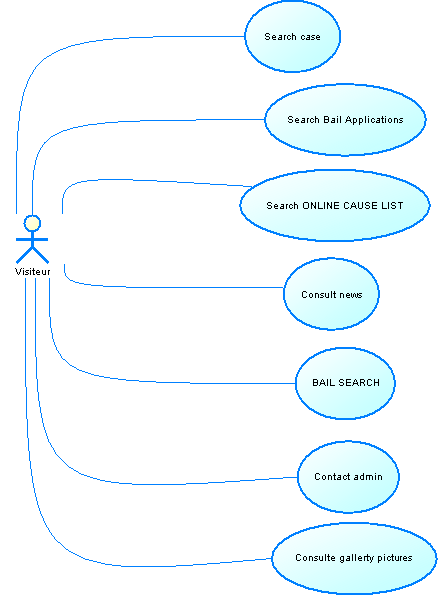 Search case
Search Bail Applications
Search ONLINE CAUSE LIST
Visiteur
Consult news
BAIL SEARCH
Contact admin
Consulte gallerty pictures